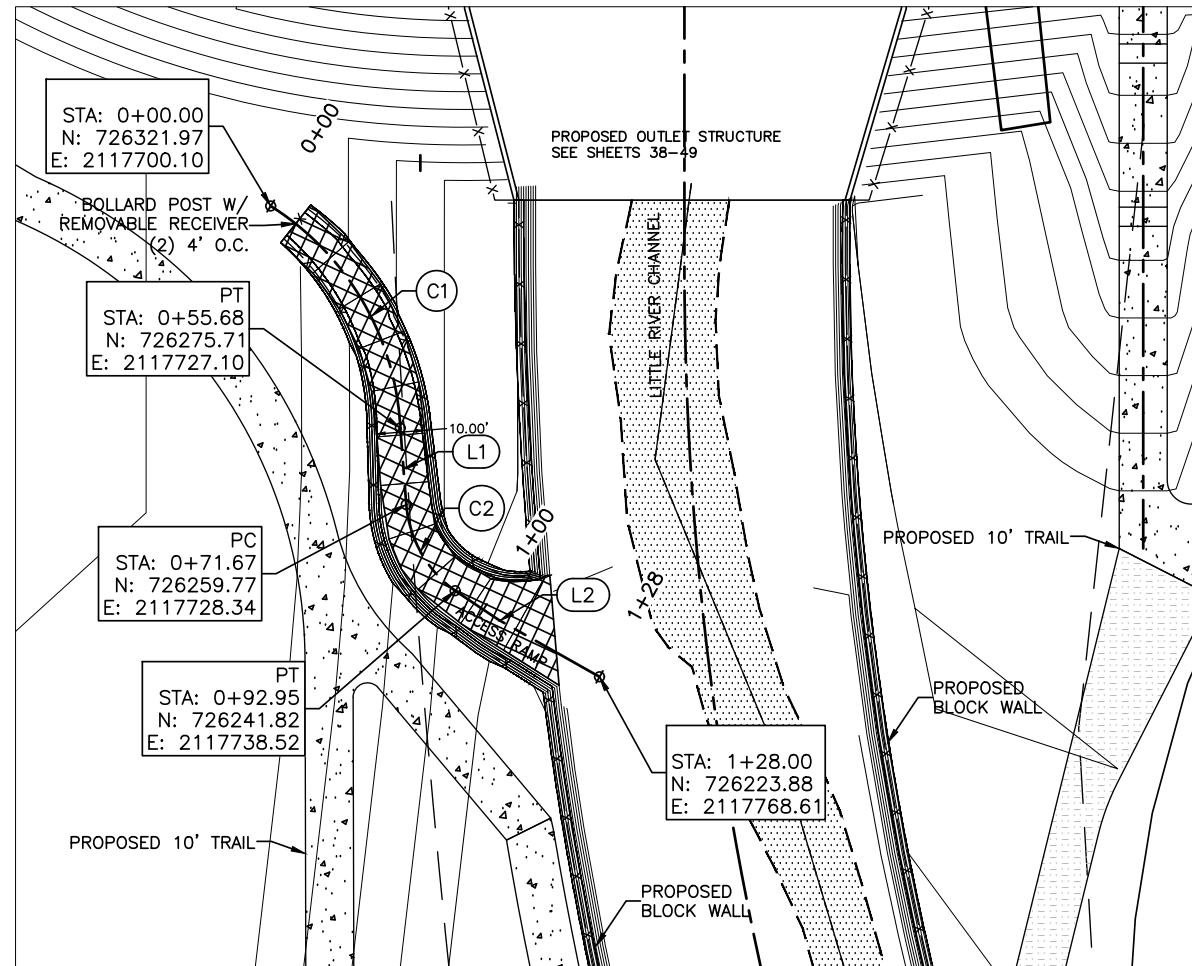 STA: 0+00.00
N: 726321.97
E: 2117700.10
0+00
PROPOSED OUTLET STRUCTURE
SEE SHEETS 38-49
BOLLARD POST W/
REMOVABLE RECEIVER
(2) 4' O.C.
LITTLE RIVER CHANNEL
C1
PT
STA: 0+55.68
N: 726275.71
E: 2117727.10
10.00'
L1
C2
1+00
PROPOSED 10' TRAIL
PC
STA: 0+71.67
N: 726259.77
E: 2117728.34
L2
1+28
ACCESS RAMP
PT
STA: 0+92.95
N: 726241.82
E: 2117738.52
PROPOSED
BLOCK WALL
STA: 1+28.00
N: 726223.88
E: 2117768.61
PROPOSED 10' TRAIL
PROPOSED
BLOCK WALL